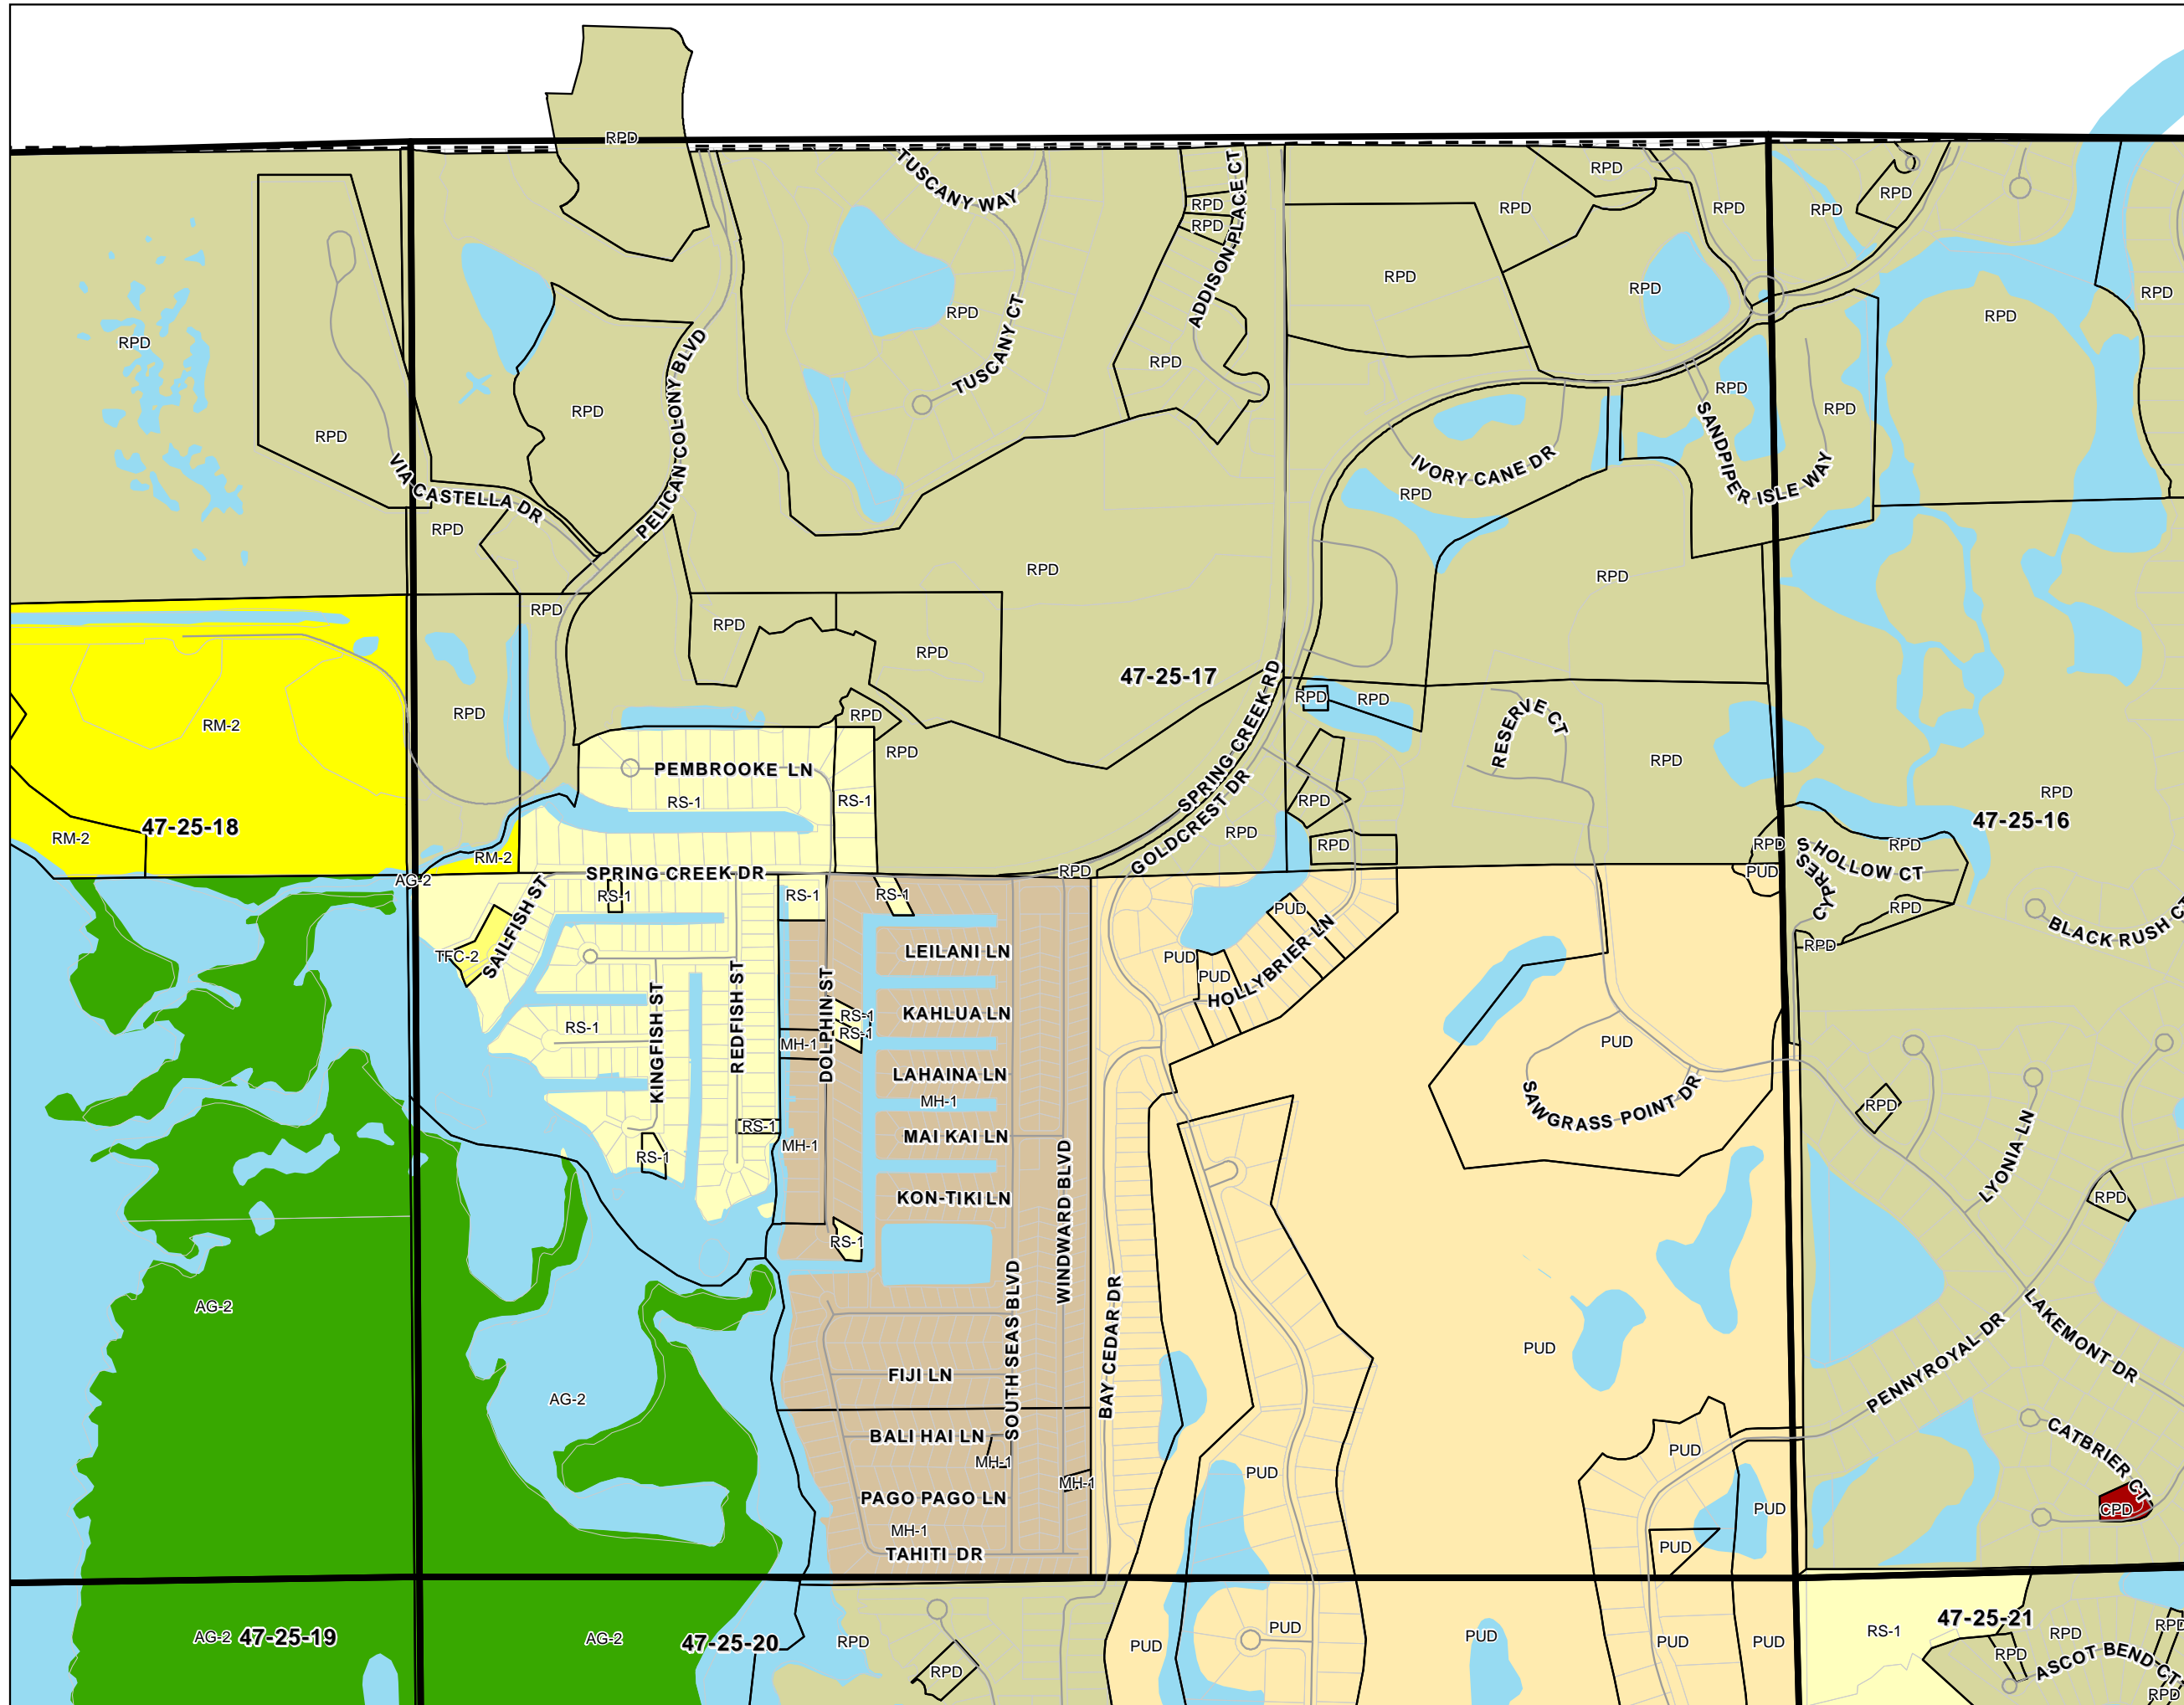 RPD
TUSCANY WAY
ADDISON PLACE CT
RPD
RPD
RPD
RPD
RPD
RPD
RPD
RPD
RPD
RPD
RPD
RPD
RPD
RPD
TUSCANY CT
RPD
RPD
RPD
RPD
RPD
PELICAN COLONY BLVD
RPD
VIA CASTELLA DR
RPD
IVORY CANE DR
RPD
SANDPIPER ISLE WAY
RPD
RPD
RPD
RPD
RPD
47-25-17
RPD
RM-2
RPD
RPD
RPD
RPD
RPD
RESERVE CT
RPD
SPRING CREEK RD
GOLDCREST DR
PEMBROOKE LN
RS-1
RS-1
RPD
RPD
RPD
47-25-18
RM-2
RM-2
47-25-16
RPD
RPD
RPD
CYPRESS HOLLOW CT
RPD
PUD
RPD
RPD
AG-2
SPRING CREEK DR
RS-1
RS-1
RS-1
PUD
BLACK RUSH CT
SAILFISH ST
TFC-2
LEILANI LN
PUD
PUD
HOLLYBRIER LN
REDFISH ST
KINGFISH ST
DOLPHIN ST
RS-1
KAHLUA LN
RS-1
RS-1
MH-1
PUD
LAHAINA LN
MH-1
SAWGRASS POINT DR
RPD
RS-1
MAI KAI LN
MH-1
RS-1
LYONIA LN
WINDWARD BLVD
KON-TIKI LN
RPD
RS-1
AG-2
SOUTH SEAS BLVD
BAY CEDAR DR
PUD
PENNYROYAL DR
LAKEMONT DR
FIJI LN
AG-2
BALI HAI LN
MH-1
MH-1
PUD
PUD
CATBRIER CT
PAGO PAGO LN
PUD
CPD
MH-1
TAHITI DR
PUD
AG-2
47-25-19
AG-2
47-25-20
RPD
RPD
PUD
PUD
PUD
PUD
PUD
RS-1
47-25-21
RPD
RPD
RPD
ASCOT BEND CT
RPD